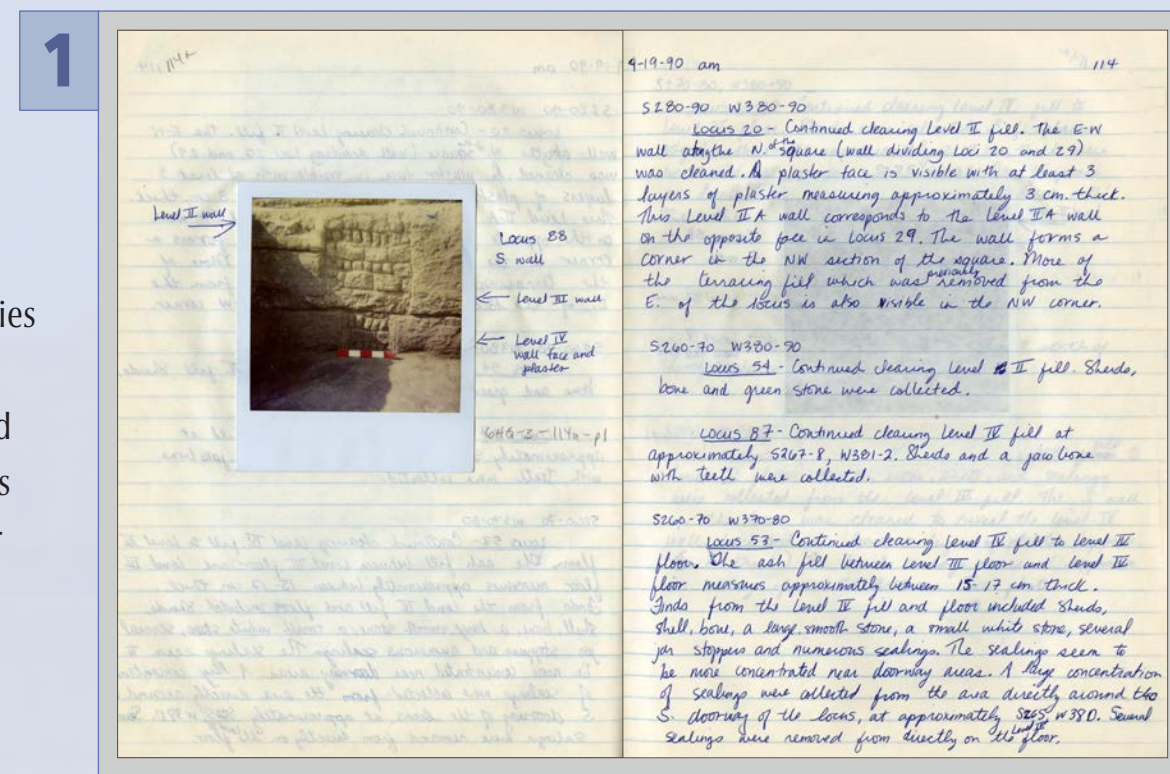 1
ies
d
s
.
114a
Level II wall
Locus 88
S. wall
Level III wall
Level IV
wall face and
plaster
6HQ-3-114a-p1
9-19-90 am
114
S280-90 W380-90
Locus 20 - Continued clearing Level II fill. The E-W
wall along the N. of the square (wall dividing Loci 20 and 29)
was cleaned. A plaster face is visible with at least 3
layers of plaster measuring approximately 3 cm. thick.
This Level IIA wall corresponds to the Level IIA wall
on the opposite face in Locus 29. The wall forms a
corner in the NW section of the square. More of
the terracing fill which was previously removed from the
E. of the locus is also visible in the NW corner.
S260-70 W380-90
Locus 54 - Continued clearing Level II fill. Sherds,
bone and green stone were collected.
Locus 87 - Continued clearing Level IV fill at
approximately S267-8, W381-2. Sherds and a jaw bone
with teeth were collected.
S260-70 W370-80
Locus 53 - Continued clearing Level IV fill to Level IV
floor. The ash fill between Level III floor and Level IV
floor measures approximately between 15-17 cm thick.
Finds from the Level IV fill and floor included sherds,
shell, bone, a large smooth stone, a small white stone, several
jar stoppers and numerous sealings. The sealings seem to
be more concentrated near doorway areas. A large concentration
of sealings were collected from the area directly around the
S. doorway of the locus, at approximately S265, W380. Several
sealings were removed from directly on the Level IV floor.